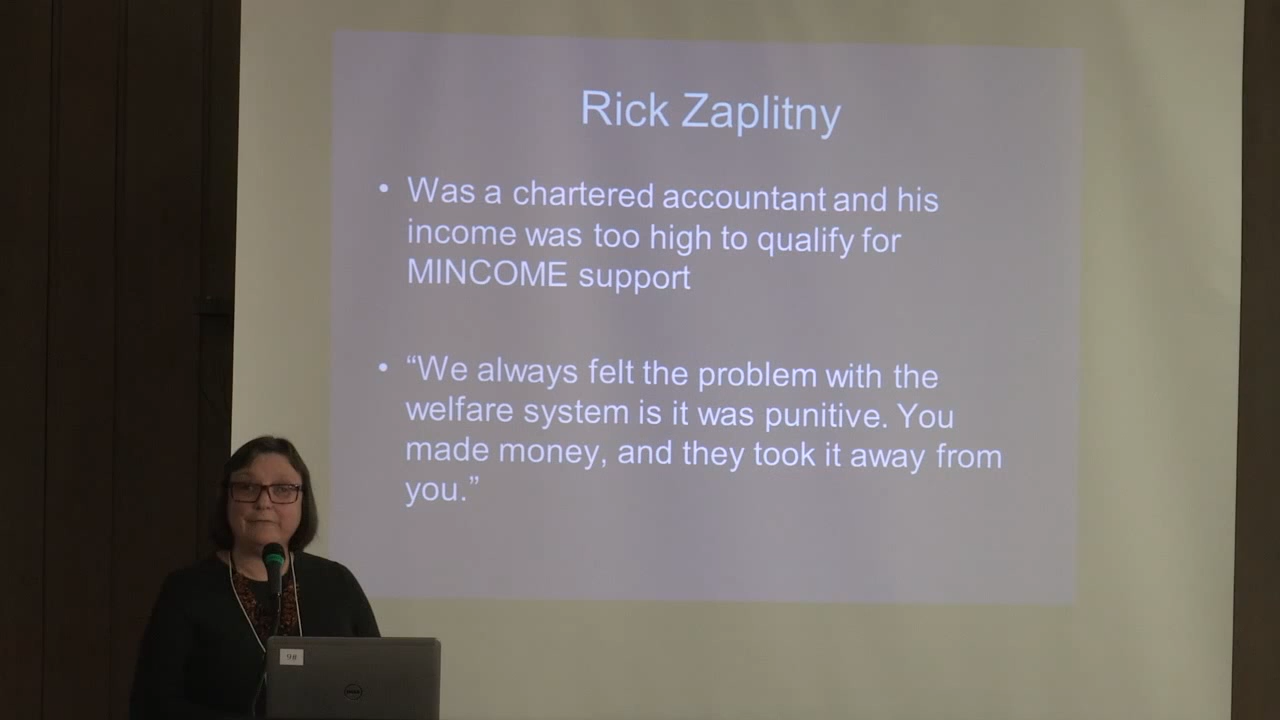 Rick Zaplitny
• Was a chartered accountant and his
income was too high to qualify for
MINCOME support
• “We always felt the problem with the
welfare system is it was punitive. You
made money, and they took it away from
you.”
9#
DELL